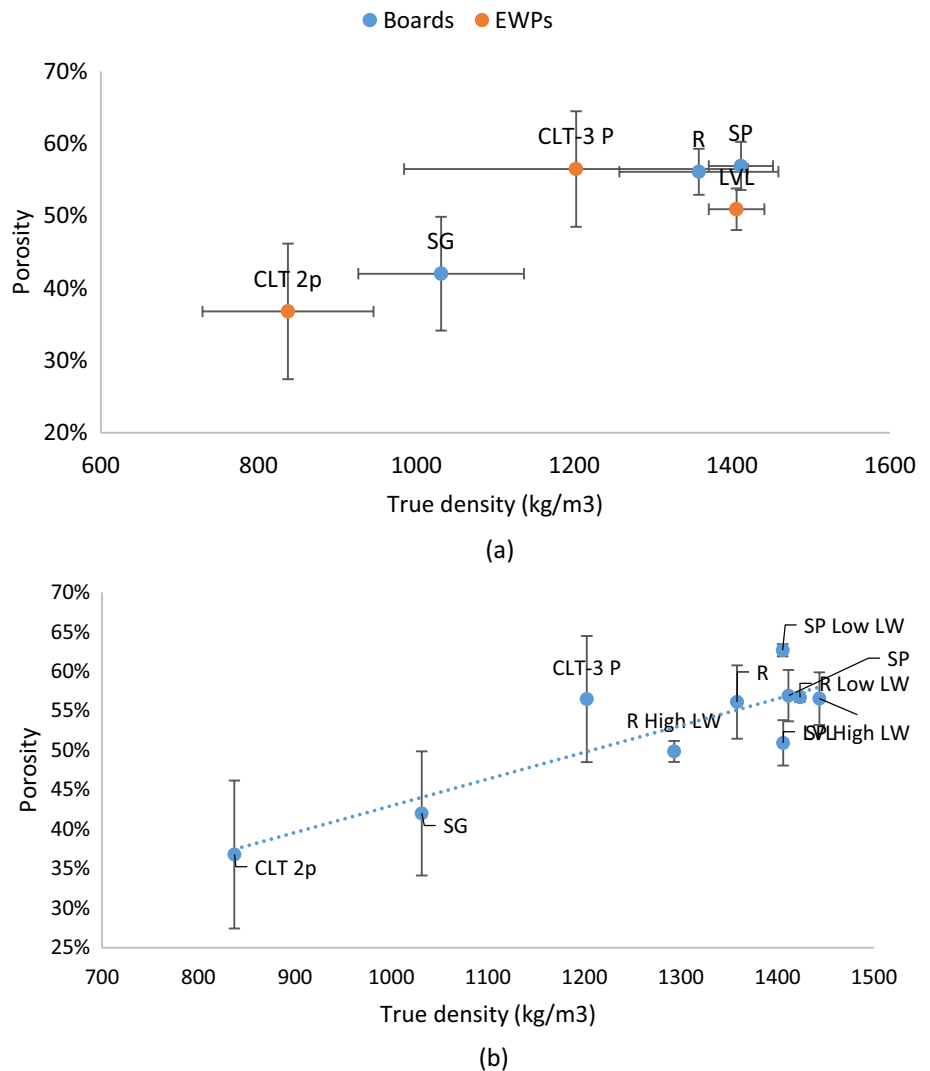 Boards EWPs
70%
60%
50%
40%
30%
20%
Porosity
CLT-3 P
R
SP
LVL
SG
CLT 2p
600 800 1000 1200 1400 1600
True density (kg/m3)
(a)
70%
65%
60%
55%
50%
45%
40%
35%
30%
25%
Porosity
SP Low LW
SP
CLT-3 P
R
R Low LW
R High LW
LVL
SP High LW
SG
CLT 2p
700 800 900 1000 1100 1200 1300 1400 1500
True density (kg/m3)
(b)